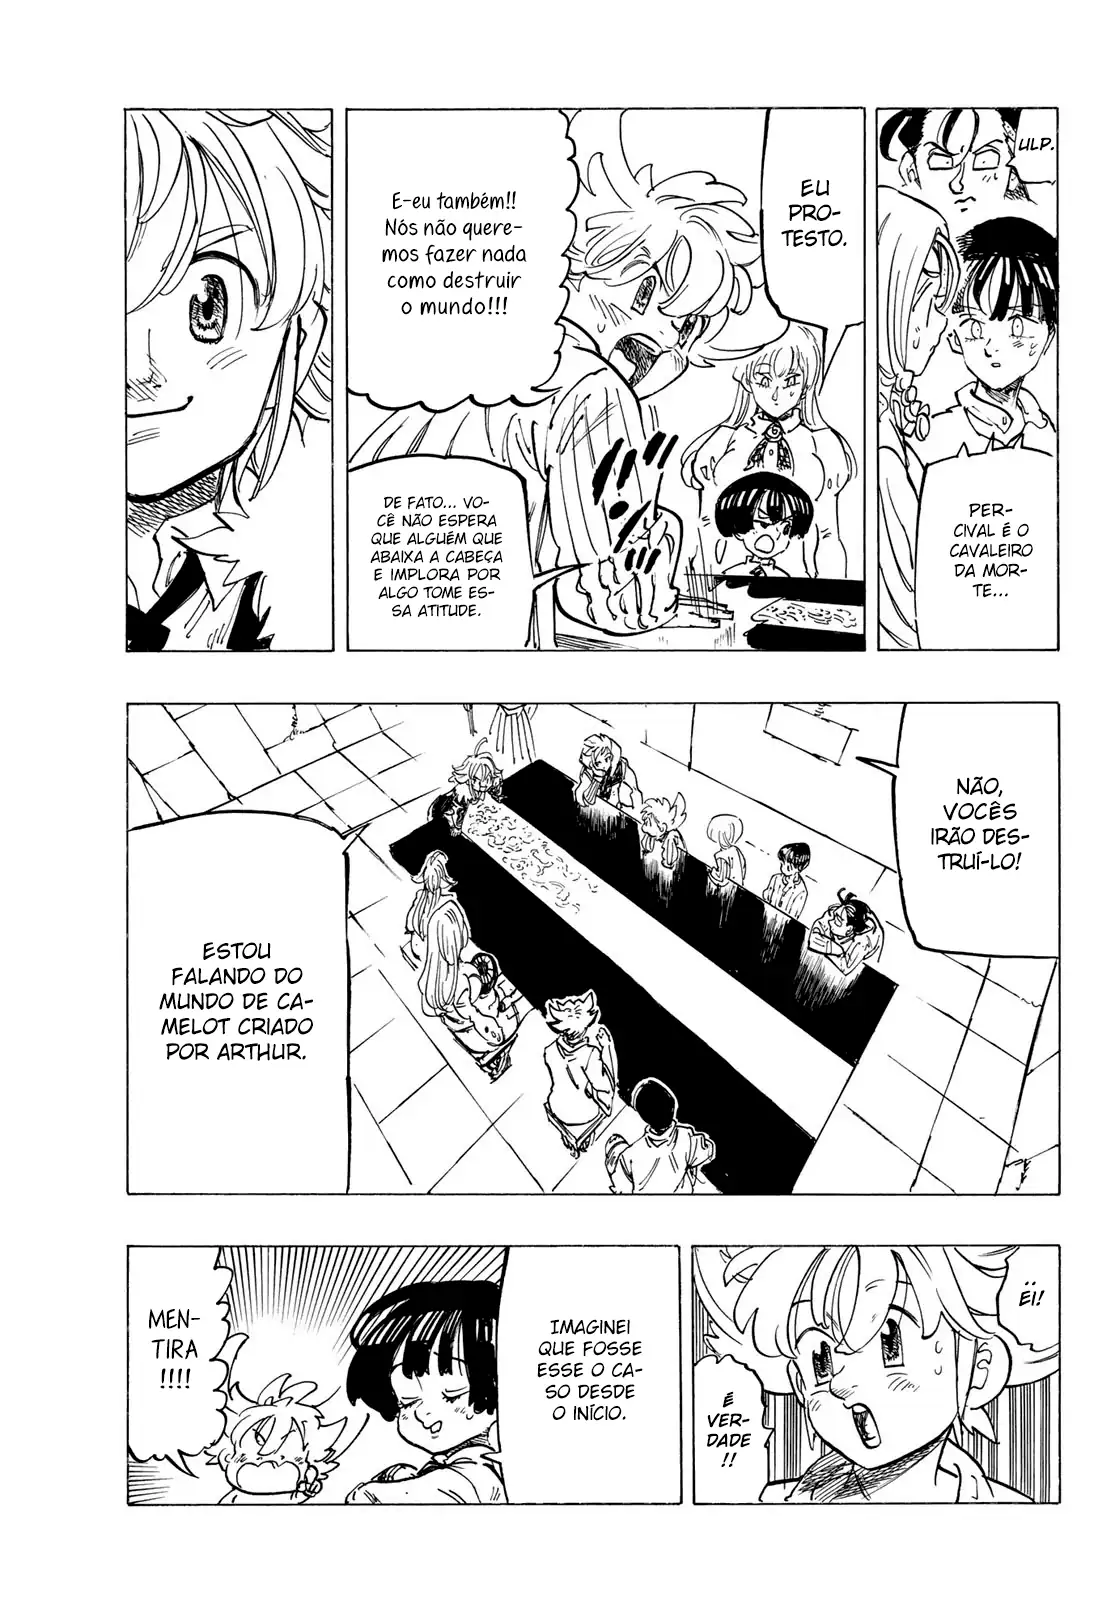 ULP.
PER-
CIVAL É O
CAVALEIRO
DA MOR-
TE...
EU
PRO-
TESTO.
E-eu também!!
Nós não quere-
mos fazer nada
como destruir
o mundo!!!
DE FATO... VO-
CÊ NÃO ESPERA
QUE ALGUÉM QUE
ABAIXA A CABEÇA
E IMPLORA POR
ALGO TOME ES-
SA ATITUDE.
NÃO,
VOCÊS
IRÃO DES-
TRUÍ-LO!
ESTOU
FALANDO DO
MUNDO DE CA-
MELOT CRIADO
POR ARTHUR.
EI!
É
VER-
DADE
!!
IMAGINEI
QUE FOSSE
ESSE O CA-
SO DESDE
O INÍCIO.
MEN-
TIRA
!!!!